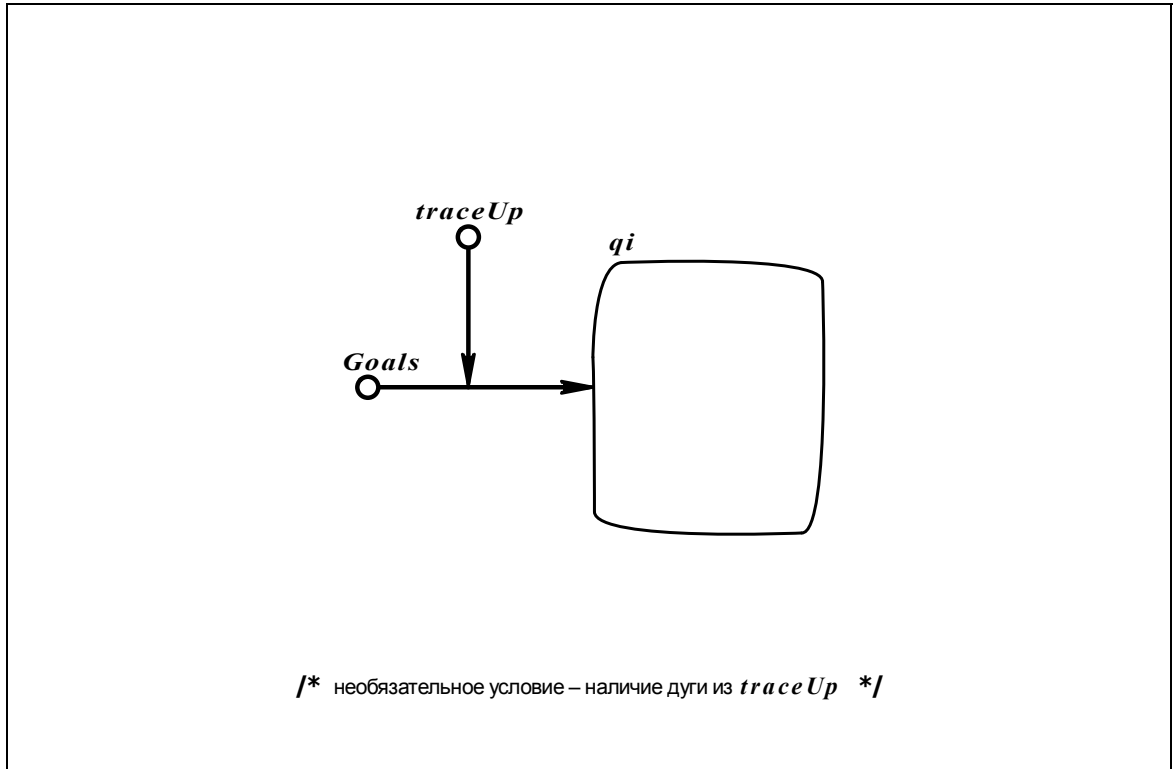 traceUp
qi
Goals
/* необязательное условие – наличие дуги из traceUp */